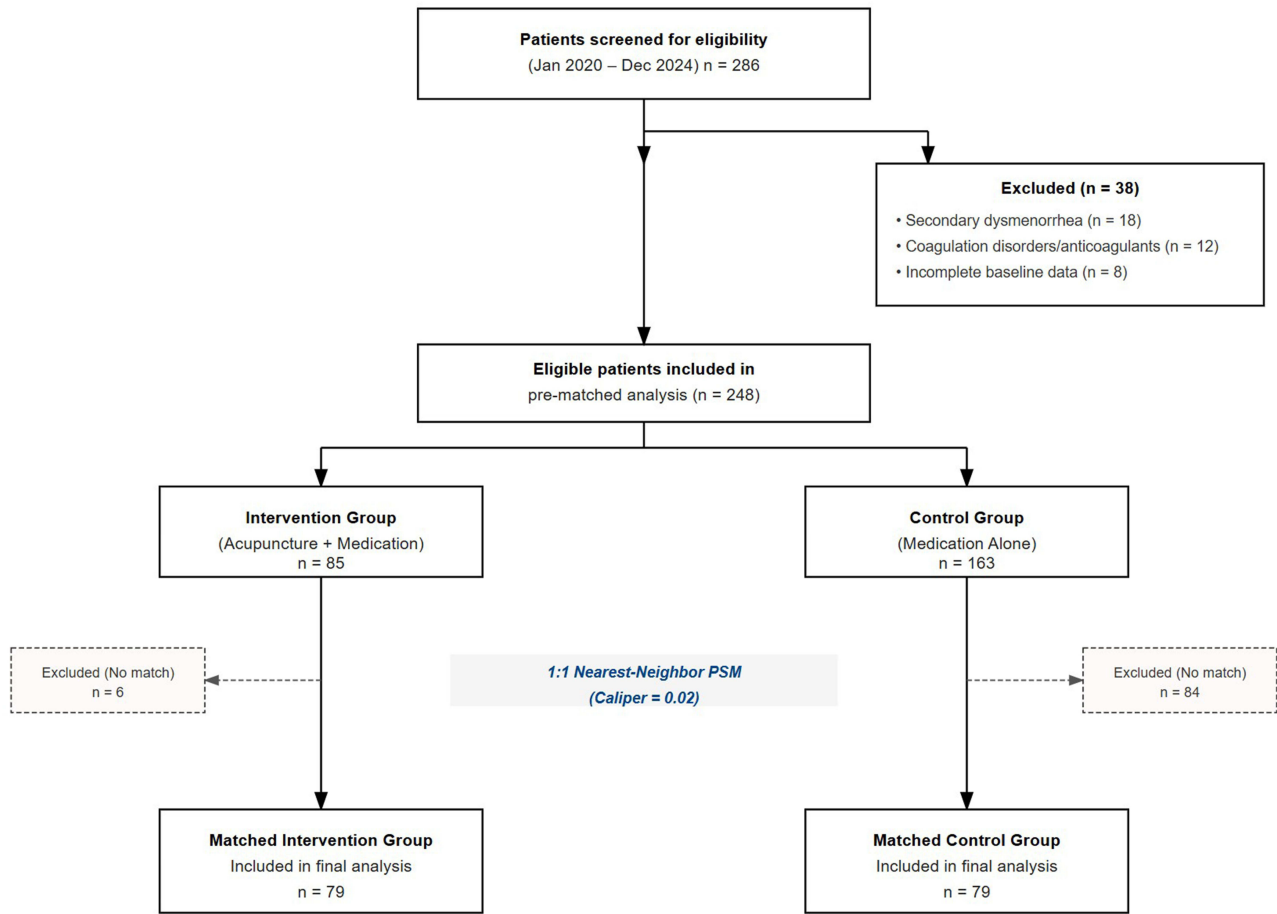 Patients screened for eligibility
(Jan 2020 – Dec 2024) n = 286
Excluded (n = 38)
• Secondary dysmenorrhea (n = 18)
• Coagulation disorders/anticoagulants (n = 12)
• Incomplete baseline data (n = 8)
Eligible patients included in
pre-matched analysis (n = 248)
Intervention Group
(Acupuncture + Medication)
n = 85
Control Group
(Medication Alone)
n = 163
Excluded (No match)
n = 6
1:1 Nearest-Neighbor PSM
(Caliper = 0.02)
Excluded (No match)
n = 84
Matched Intervention Group
Included in final analysis
n = 79
Matched Control Group
Included in final analysis
n = 79